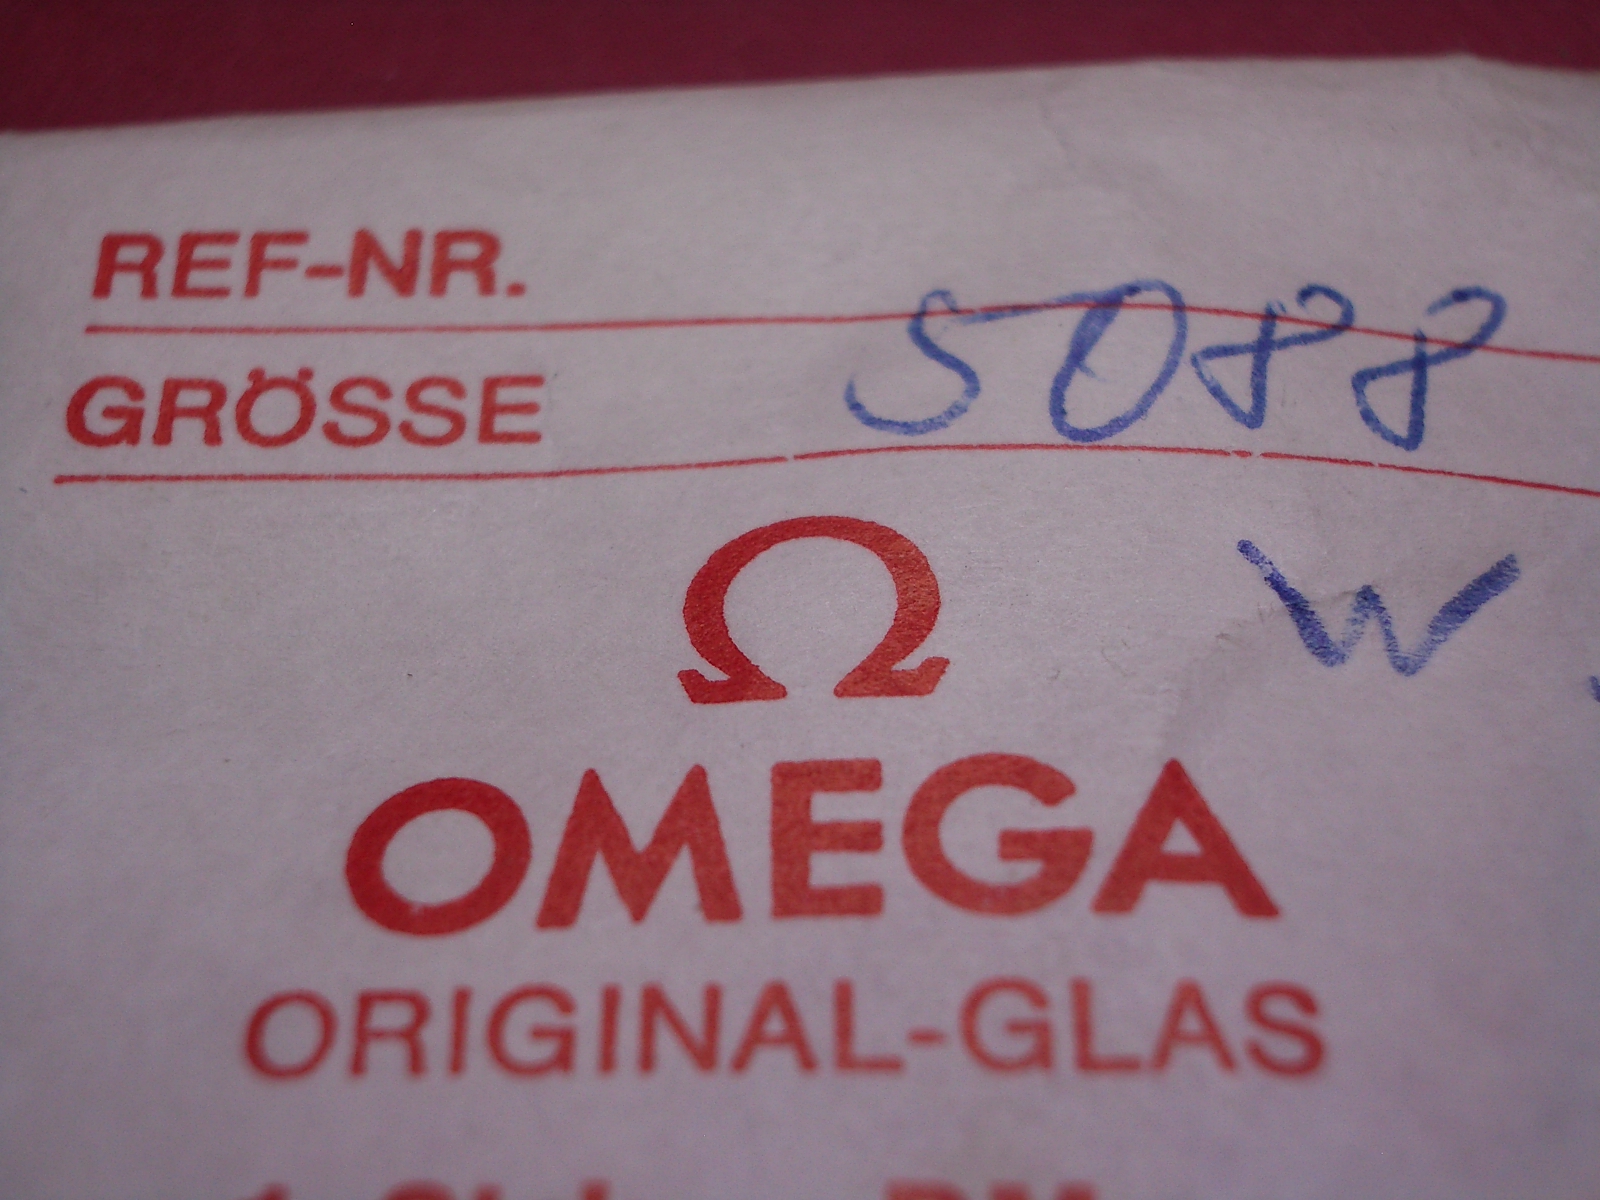 REF-NR.
5088
GRÖSSE
Ω
W
OMEGA
ORIGINAL-GLAS